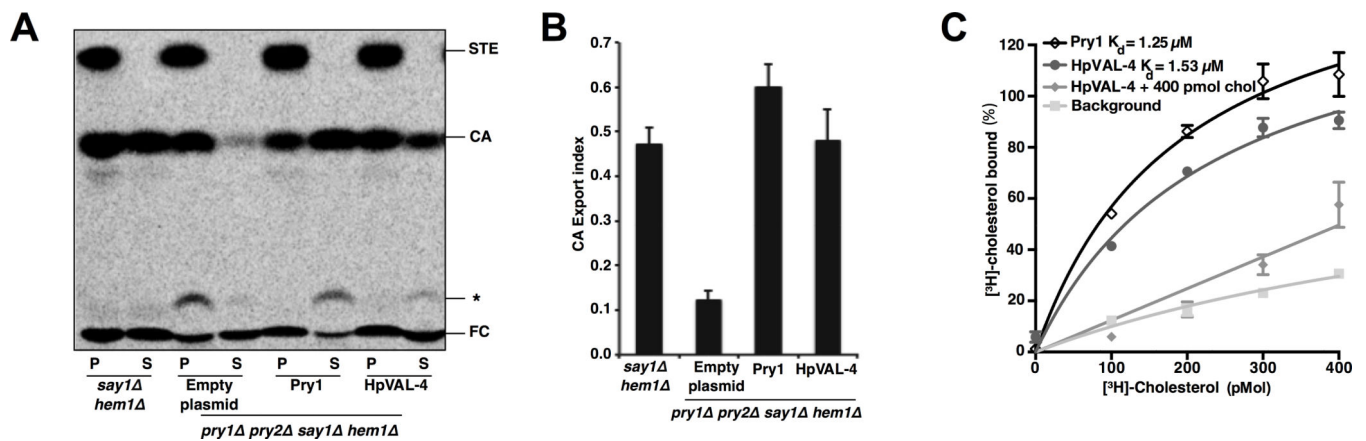 A
STE
CA
*
FC
P S P S P S P S
say1Δ
hem1Δ
Empty
plasmid
Pry1
HpVAL-4
pry1Δ pry2Δ say1Δ hem1Δ
B
CA Export index
0.7
0.6
0.5
0.4
0.3
0.2
0.1
0.0
say1Δ
hem1Δ
Empty
plasmid
Pry1
HpVAL-4
pry1Δ pry2Δ say1Δ hem1Δ
C
[³H]-cholesterol bound (%)
120
100
80
60
40
20
0
Pry1 Kd = 1.25 µM
HpVAL-4 Kd = 1.53 µM
HpVAL-4 + 400 pmol chol
Background
0 100 200 300 400
[³H]-Cholesterol (pMol)